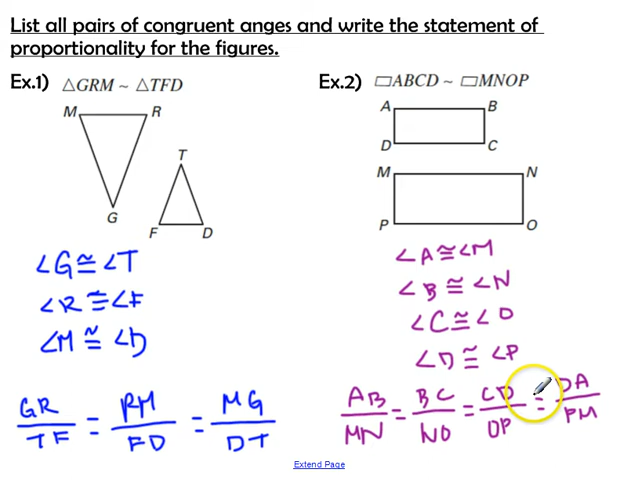 List all pairs of congruent anges and write the statement of
proportionality for the figures.
Ex.1) △GRM ~ △TFD
M R
G
T
F D
∠G ≅ ∠T
∠R ≅ ∠F
∠M ≅ ∠D
GR/TF = RM/FD = MG/DT
Ex.2) ▭ABCD ~ ▭MNOP
A B
D C
M N
P O
∠A ≅ ∠M
∠B ≅ ∠N
∠C ≅ ∠O
∠D ≅ ∠P
AB/MN = BC/NO = CD/OP = DA/PM
Extend Page